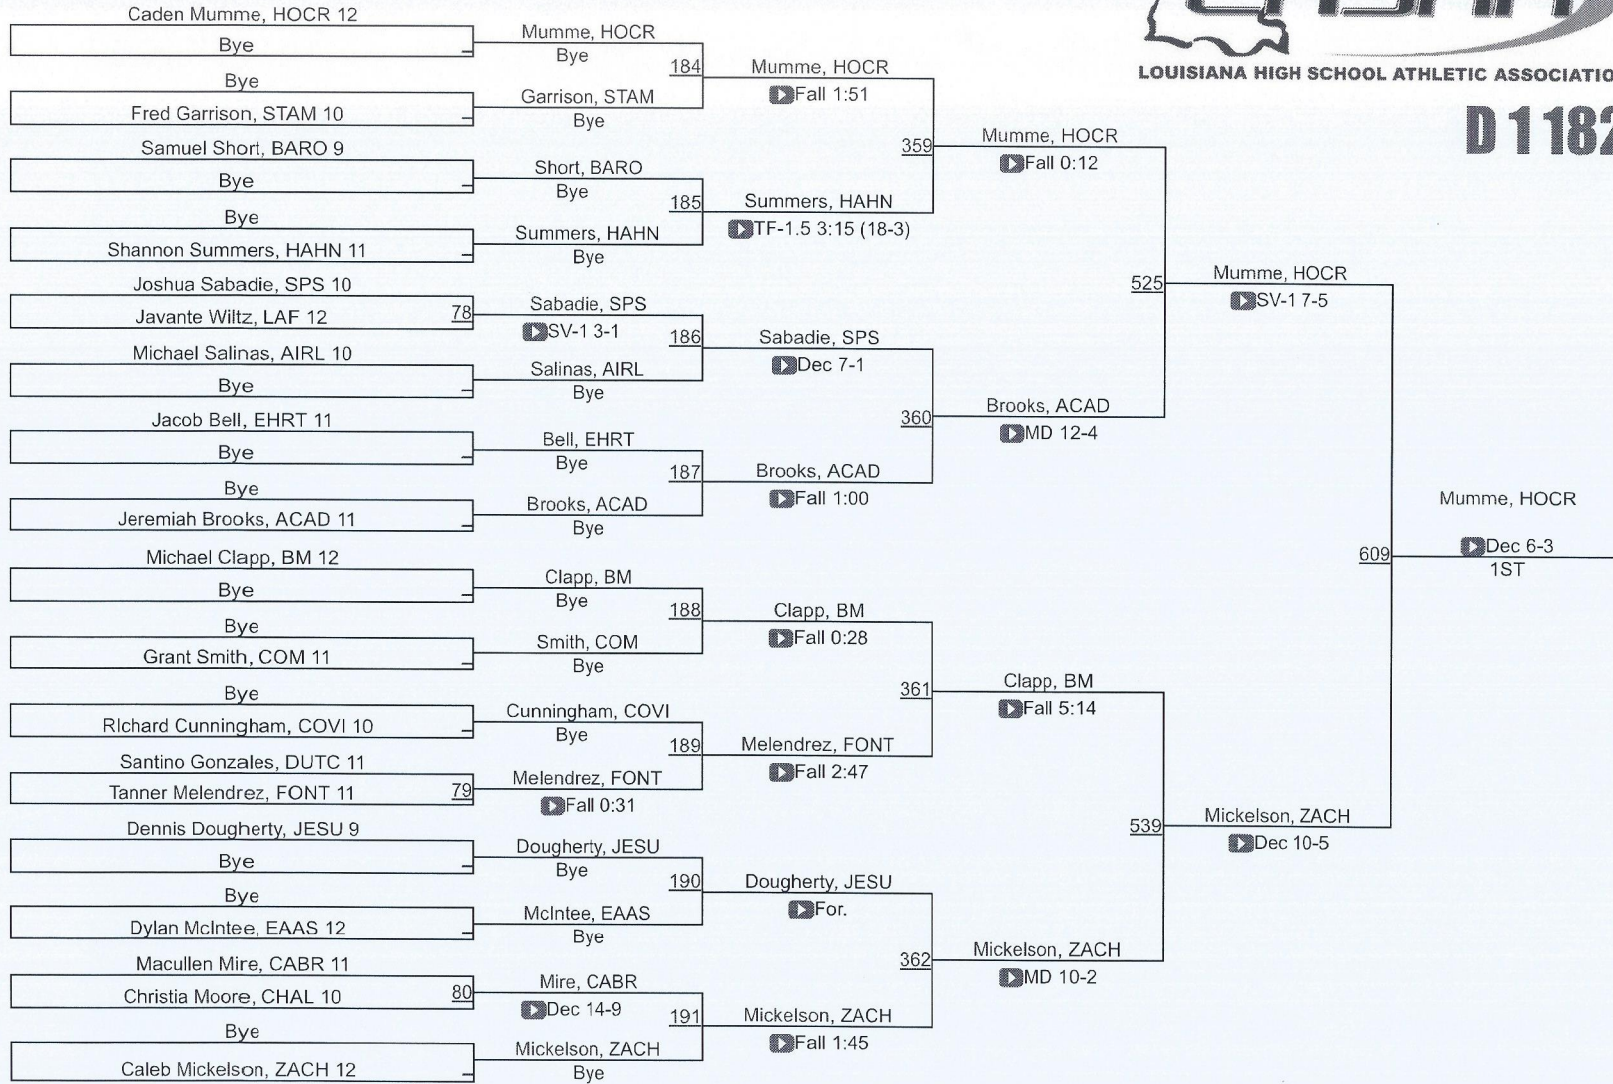 LOUISIANA HIGH SCHOOL ATHLETIC ASSOCIATIO
D 1 182
Caden Mumme, HOCR 12
Bye
Bye
Fred Garrison, STAM 10
Samuel Short, BARO 9
Bye
Bye
Shannon Summers, HAHN 11
Joshua Sabadie, SPS 10
Javante Wiltz, LAF 12
78
Michael Salinas, AIRL 10
Bye
Jacob Bell, EHRT 11
Bye
Bye
Jeremiah Brooks, ACAD 11
Michael Clapp, BM 12
Bye
Bye
Grant Smith, COM 11
Bye
RIchard Cunningham, COVI 10
Santino Gonzales, DUTC 11
Tanner Melendrez, FONT 11
79
Dennis Dougherty, JESU 9
Bye
Bye
Dylan McIntee, EAAS 12
Macullen Mire, CABR 11
Christia Moore, CHAL 10
80
Bye
Caleb Mickelson, ZACH 12
Mumme, HOCR
Bye
184
Garrison, STAM
Bye
Short, BARO
Bye
185
Summers, HAHN
Bye
Sabadie, SPS
SV-1 3-1
186
Salinas, AIRL
Bye
Bell, EHRT
Bye
187
Brooks, ACAD
Bye
Clapp, BM
Bye
188
Smith, COM
Bye
Cunningham, COVI
Bye
189
Melendrez, FONT
Fall 0:31
Dougherty, JESU
Bye
190
McIntee, EAAS
Bye
Mire, CABR
Dec 14-9
191
Mickelson, ZACH
Bye
Mumme, HOCR
Fall 1:51
359
Summers, HAHN
TF-1.5 3:15 (18-3)
Sabadie, SPS
Dec 7-1
360
Brooks, ACAD
Fall 1:00
Clapp, BM
Fall 0:28
361
Melendrez, FONT
Fall 2:47
Dougherty, JESU
For.
362
Mickelson, ZACH
Fall 1:45
Mumme, HOCR
Fall 0:12
525
Brooks, ACAD
MD 12-4
Clapp, BM
Fall 5:14
539
Mickelson, ZACH
MD 10-2
Mumme, HOCR
SV-1 7-5
609
Mickelson, ZACH
Dec 10-5
Mumme, HOCR
Dec 6-3
1ST